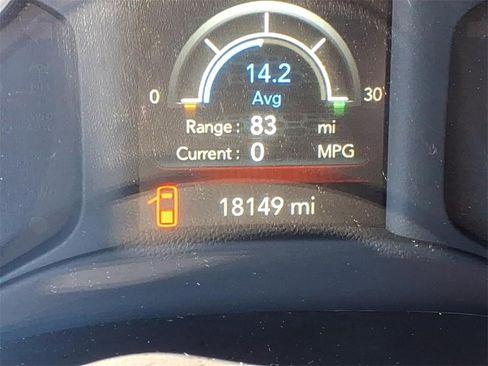 14.2
Avg
0 30
Range : 83 mi
Current : 0 MPG
18149 mi